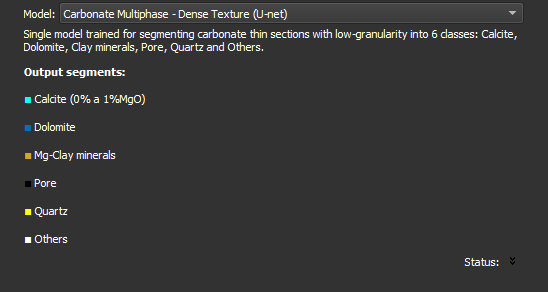 Model: Carbonate Multiphase - Dense Texture (U-net)
Single model trained for segmenting carbonate thin sections with low-granularity into 6 classes: Calcite,
Dolomite, Clay minerals, Pore, Quartz and Others.
Output segments:
Calcite (0% a 1%MgO)
Dolomite
Mg-Clay minerals
Pore
Quartz
Others
Status: